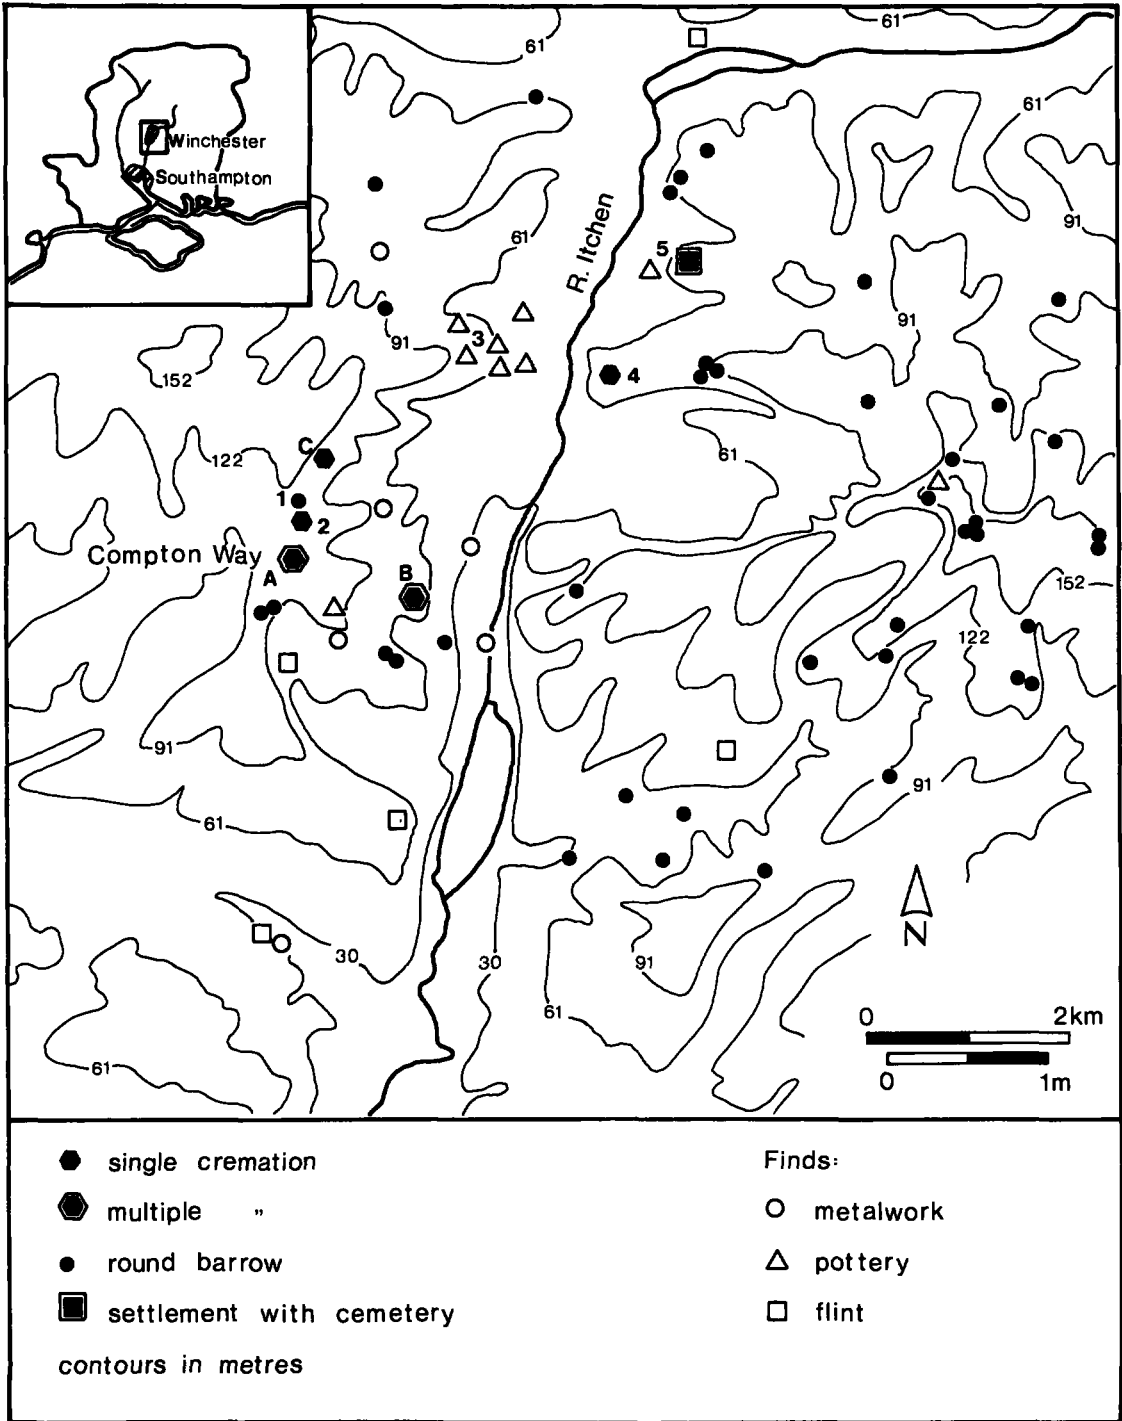 61
61
Winchester
Southampton
61
91
R. Itchen
61
5
91
3
91
152
4
C
122
61
1
2
Compton Way
A
B
152
122
91
91
61
30
30
91
61
61
N
0 2km
0 1m
single cremation
multiple "
round barrow
settlement with cemetery
contours in metres
Finds:
metalwork
pottery
flint